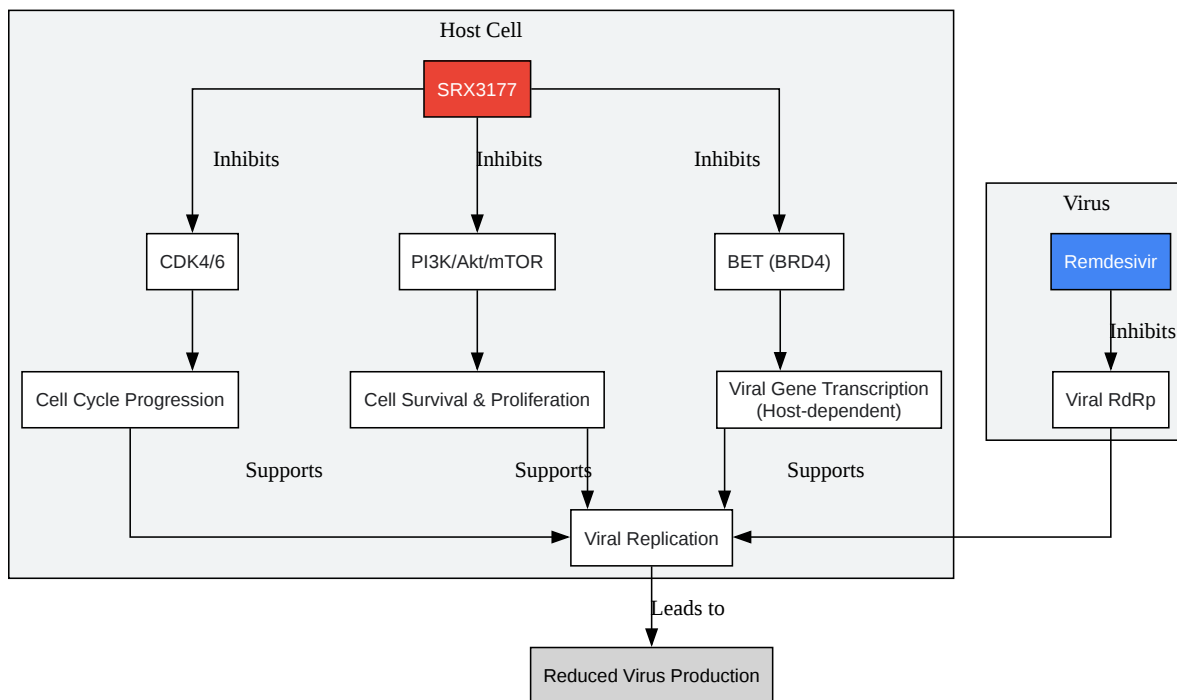 Host Cell
SRX3177
Inhibits
Inhibits
Inhibits
Virus
CDK4/6
PI3K/Akt/mTOR
BET (BRD4)
Remdesivir
Inhibits
Cell Cycle Progression
Cell Survival & Proliferation
Viral Gene Transcription
(Host-dependent)
Viral RdRp
Supports
Supports
Supports
Viral Replication
Leads to
Reduced Virus Production